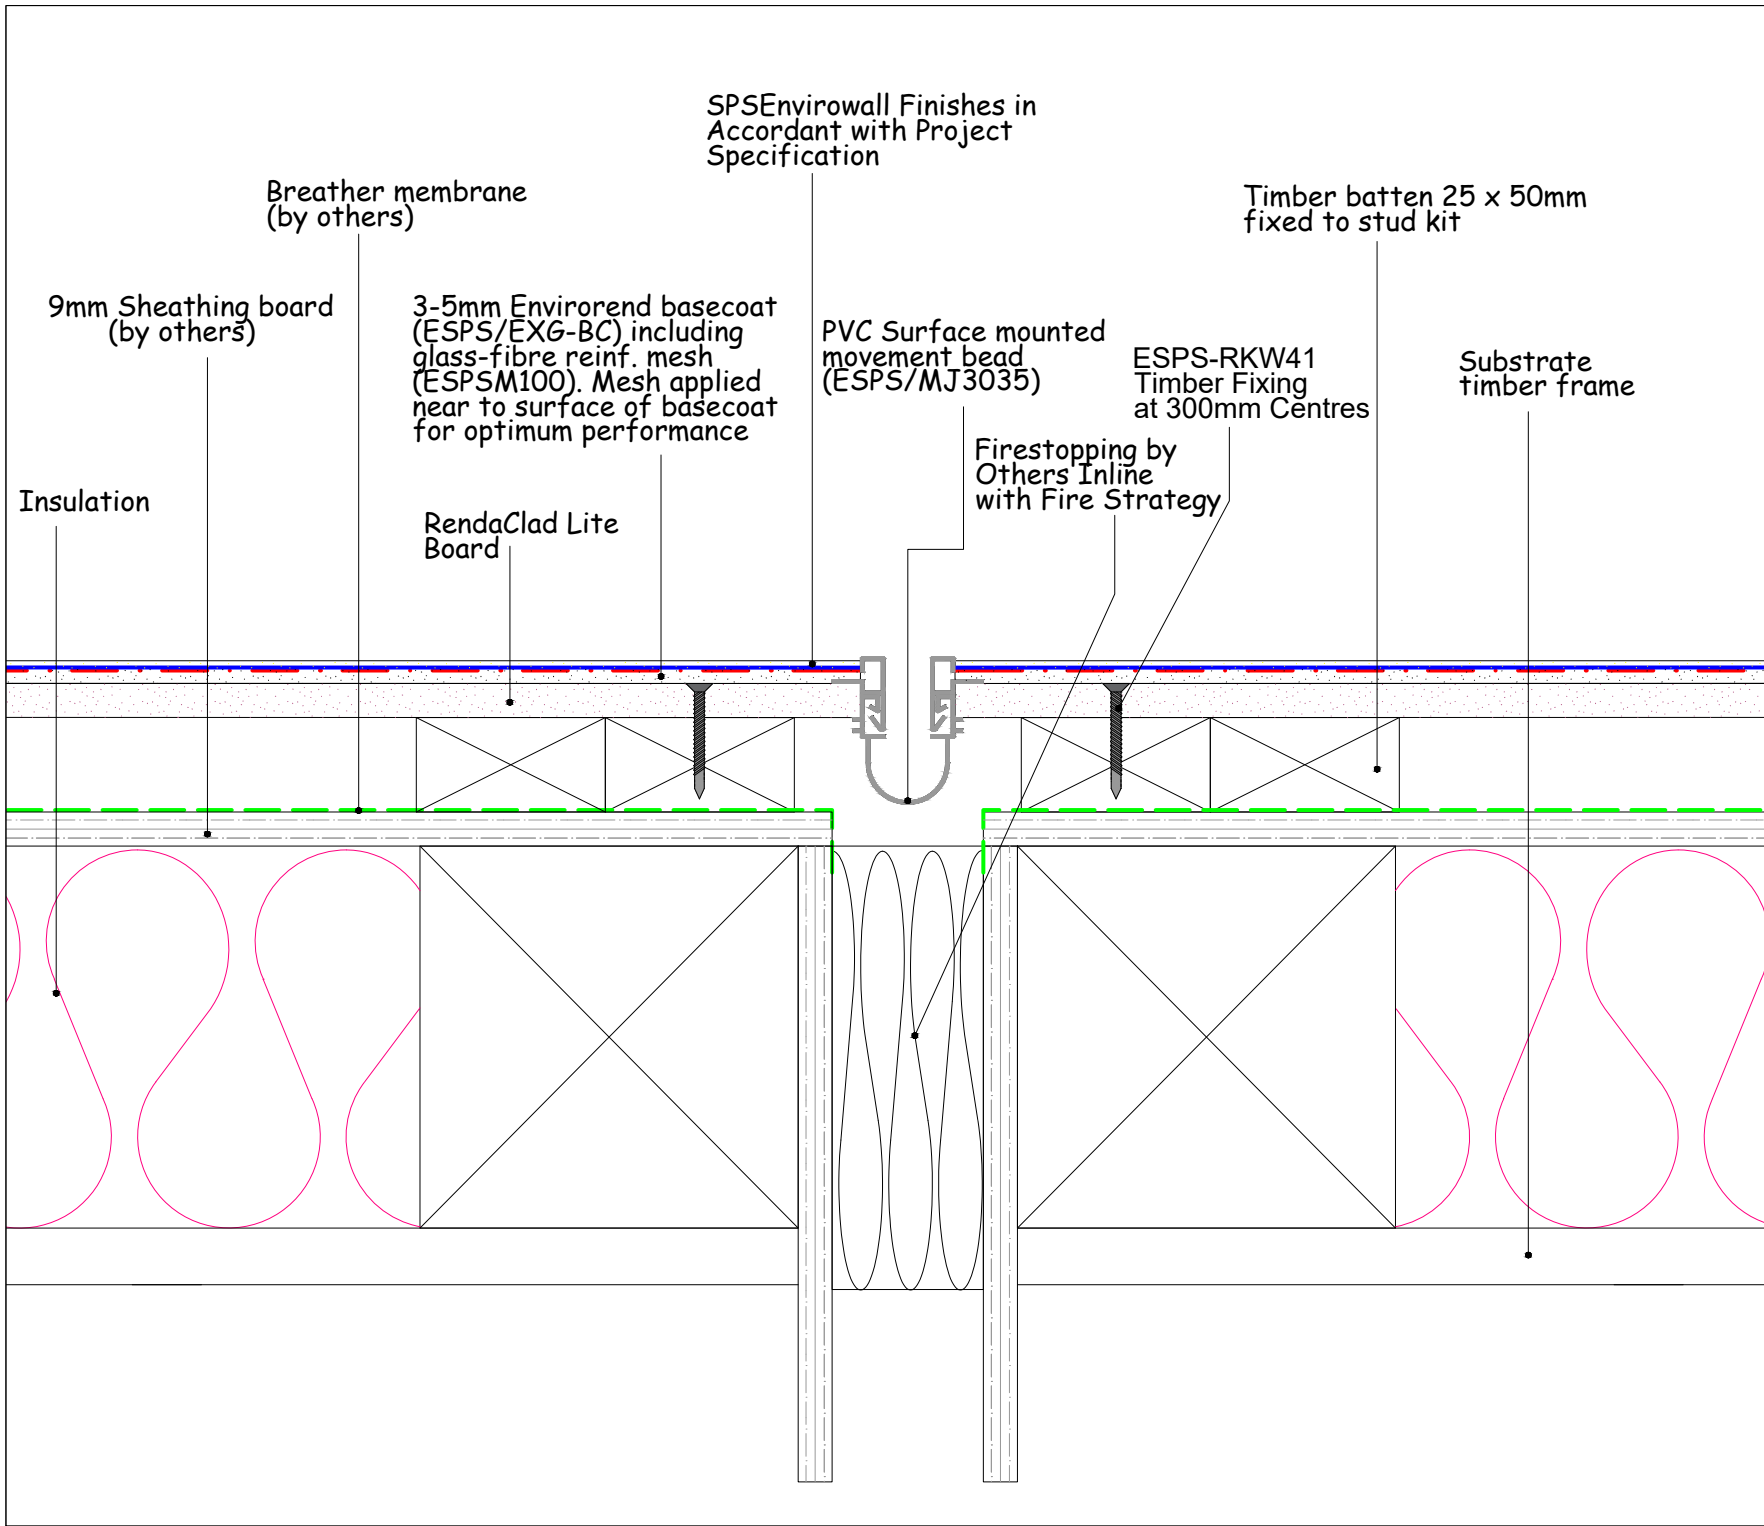 SPSEnvirowall Finishes in
Accordant with Project
Specification
Breather membrane
(by others)
Timber batten 25 x 50mm
fixed to stud kit
9mm Sheathing board
(by others)
3-5mm Envirorend basecoat
(ESPS/EXG-BC) including
glass-fibre reinf. mesh
(ESPSM100). Mesh applied
near to surface of basecoat
for optimum performance
PVC Surface mounted
movement bead
(ESPS/MJ3035)
ESPS-RKW41
Timber Fixing
at 300mm Centres
Substrate
timber frame
Firestopping by
Others Inline
with Fire Strategy
Insulation
RendaClad Lite
Board